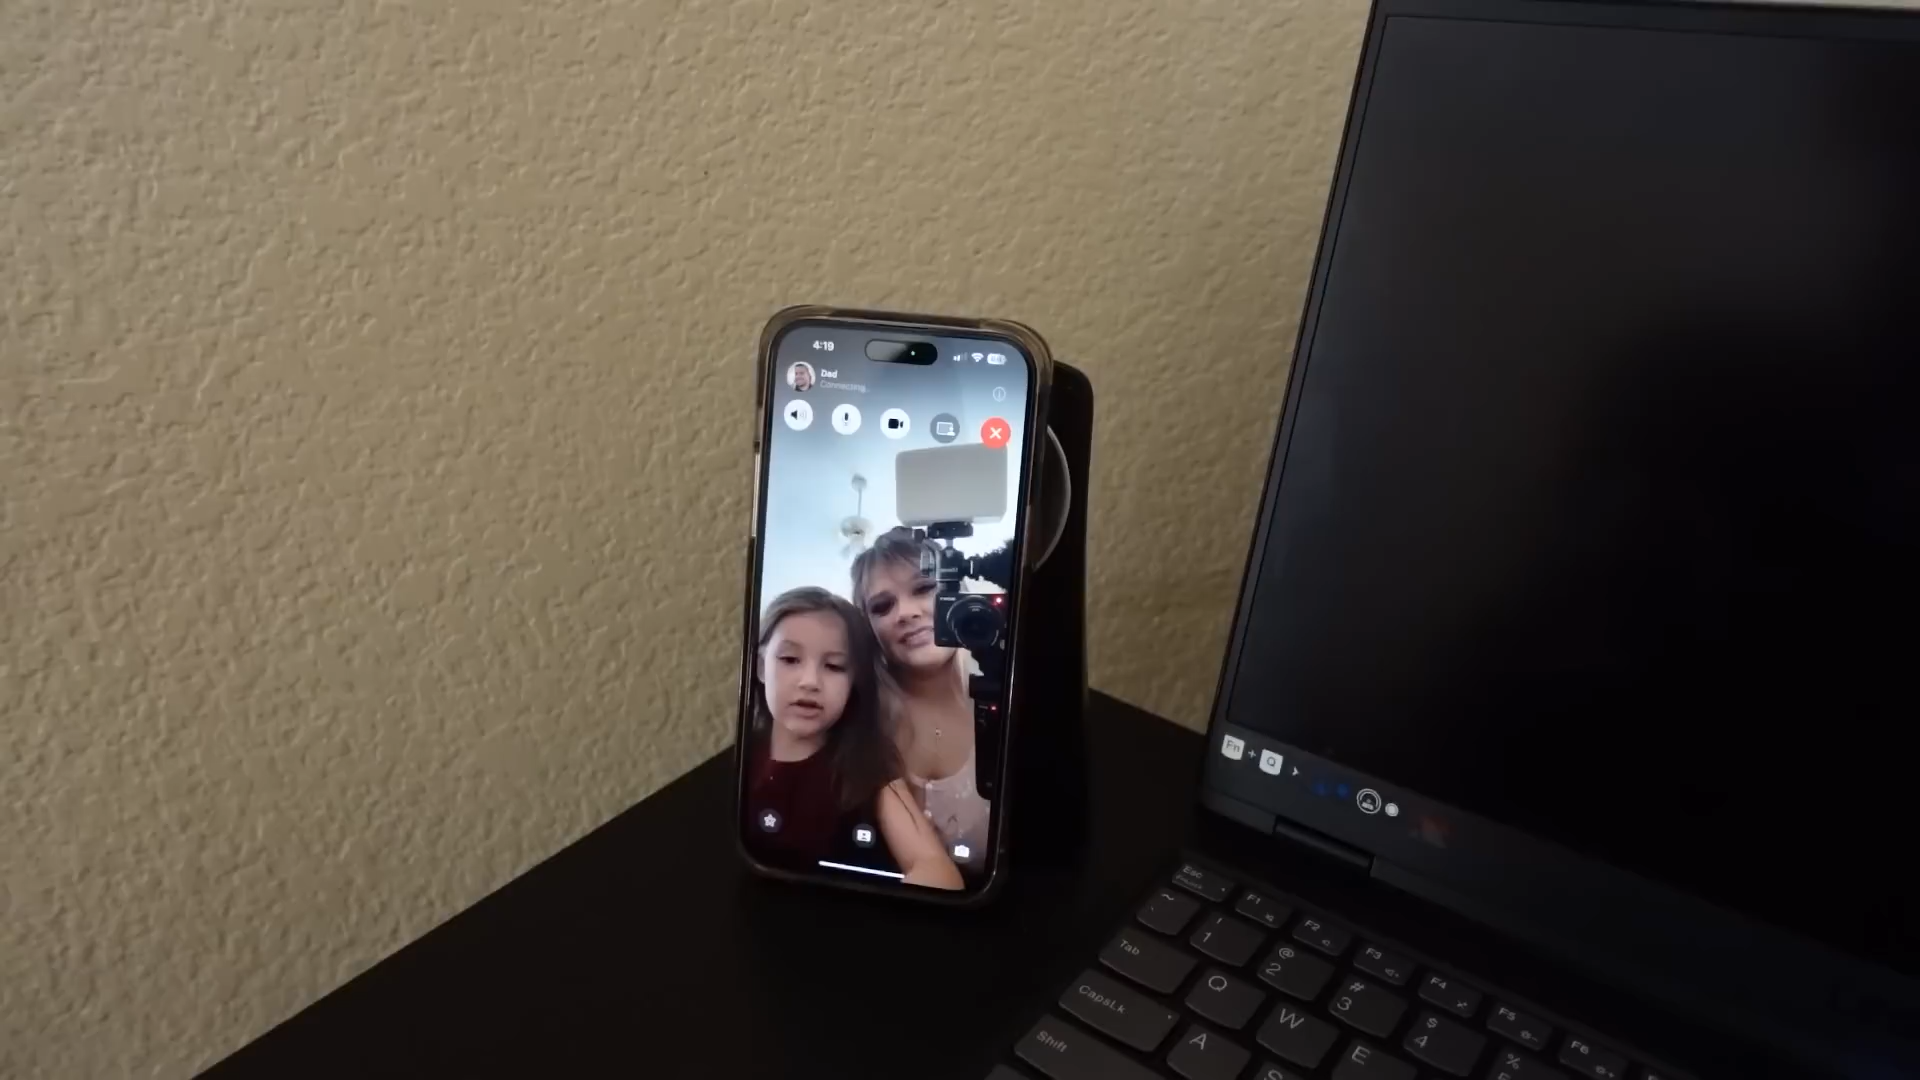 4:19
Dad
Connecting...
Fn + Q
Esc
F1
F2
F3
F4
F5
F6
~
!
1
@
2
#
3
$
4
%
Tab
Q
W
E
CapsLk
A
S
Shift